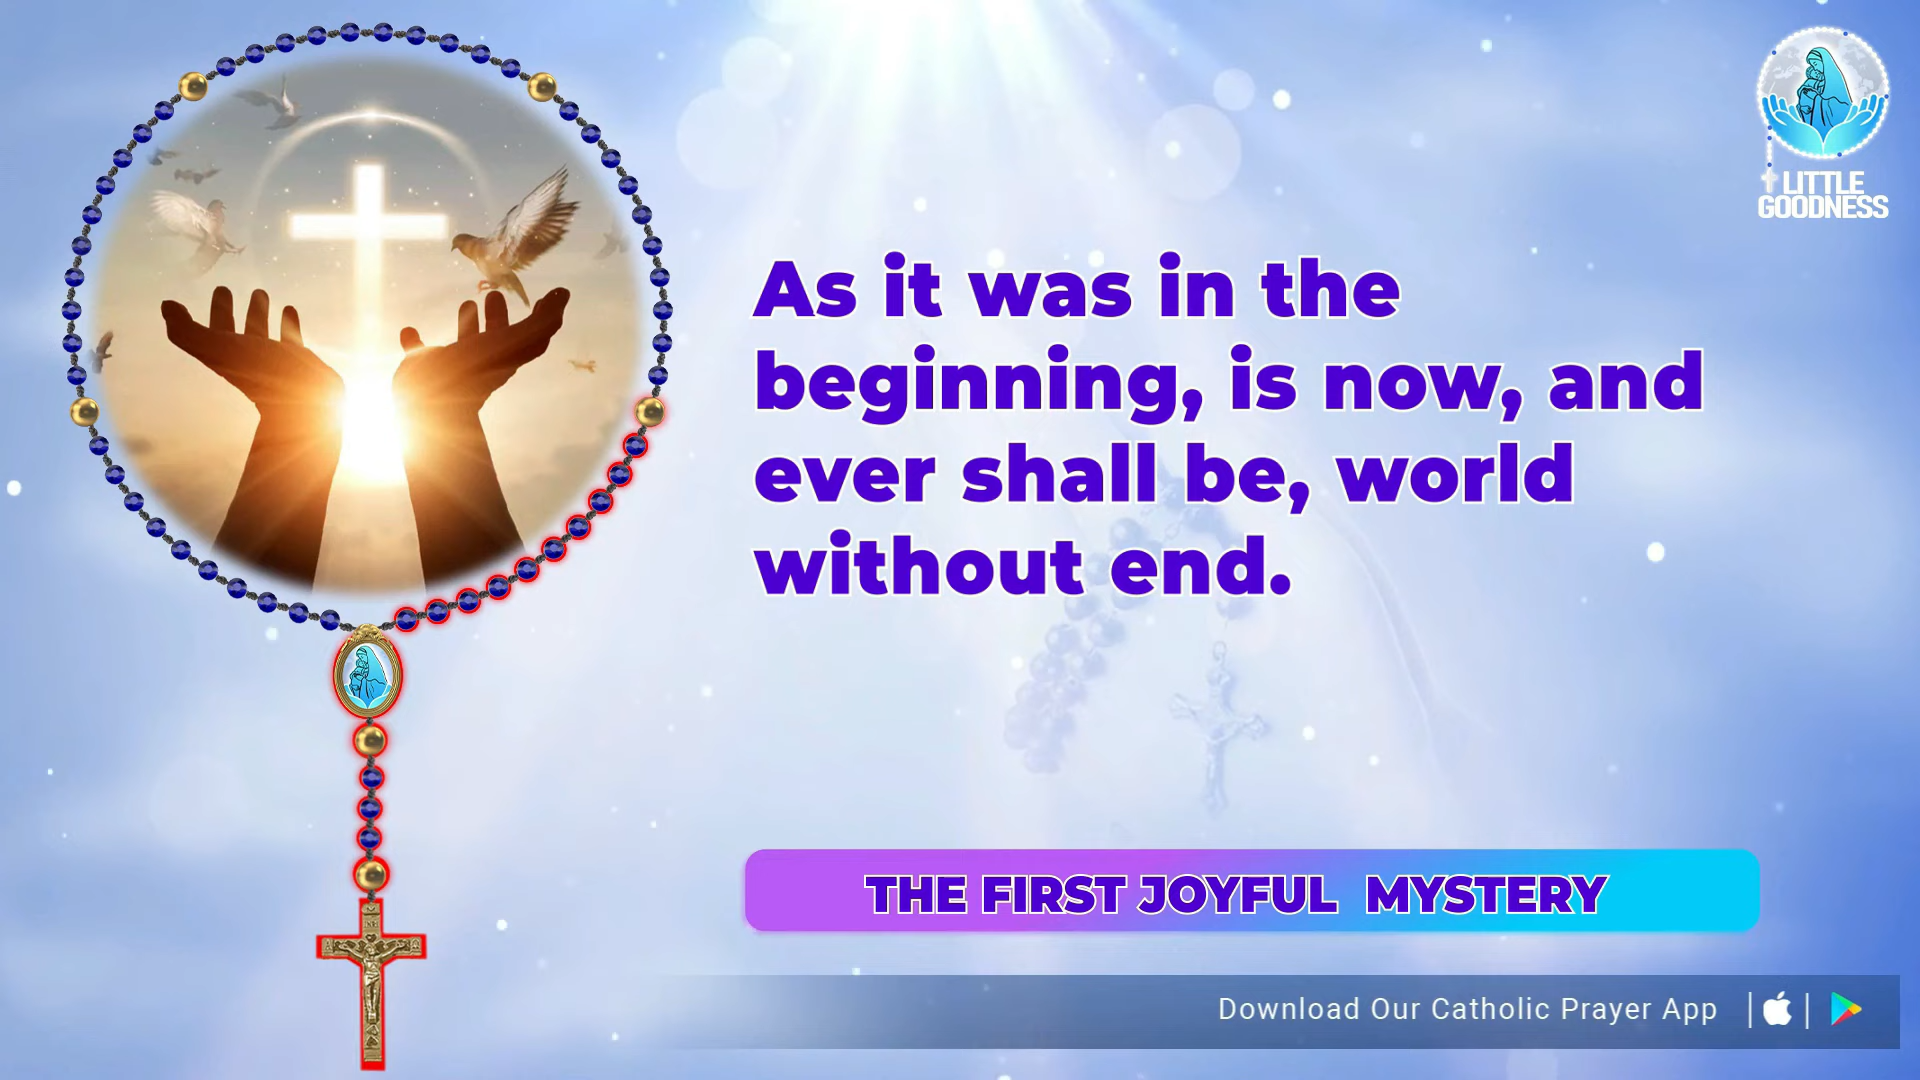 LITTLE
GOODNESS
As it was in the
beginning, is now, and
ever shall be, world
without end.
THE FIRST JOYFUL MYSTERY
Download Our Catholic Prayer App